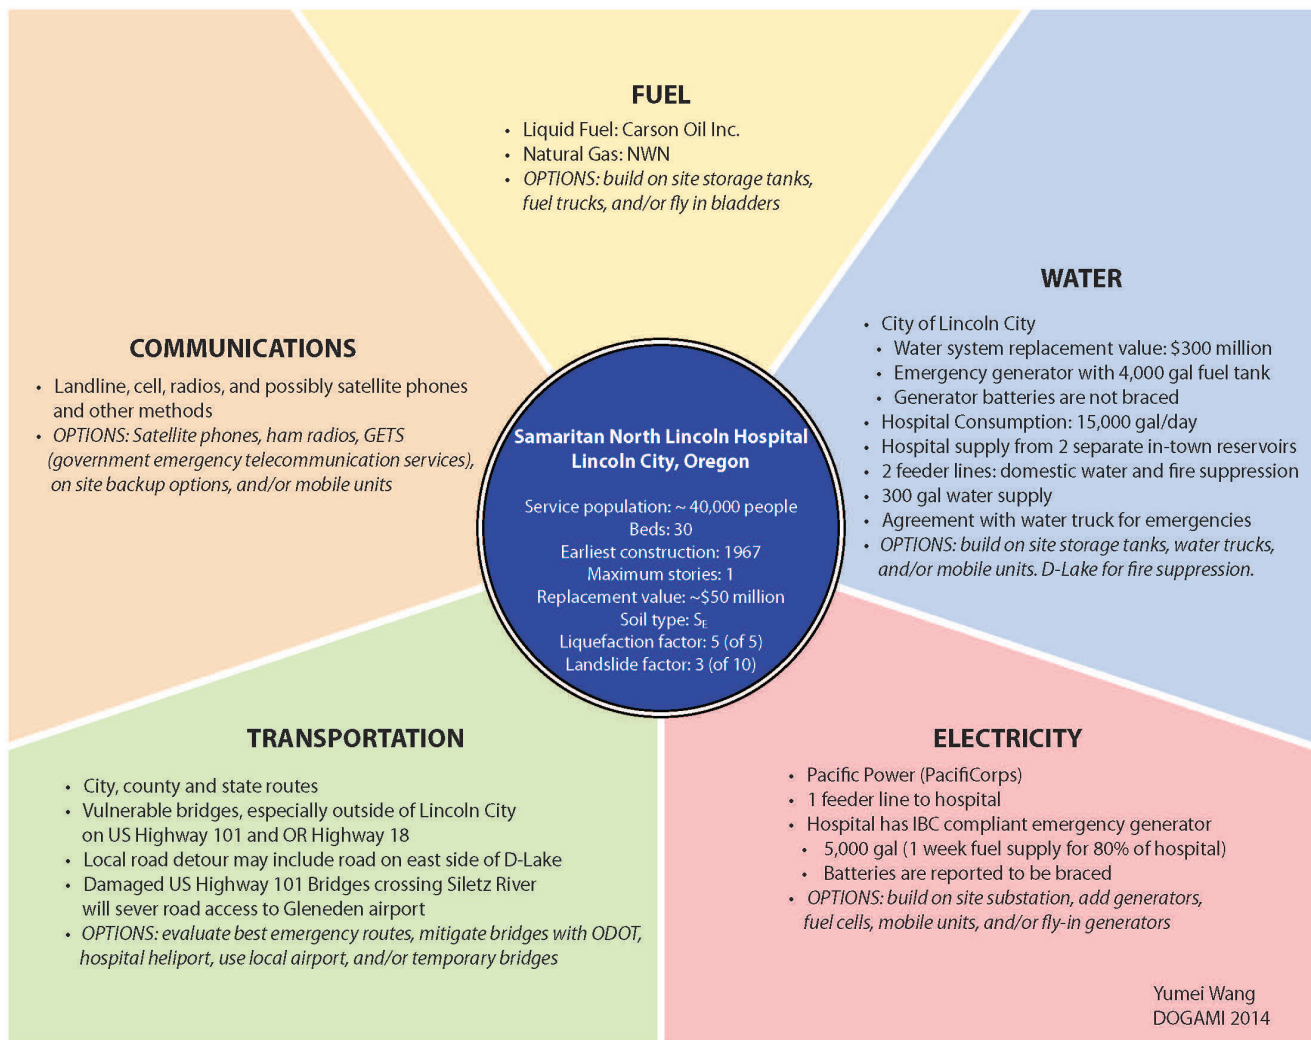 FUEL
• Liquid Fuel: Carson Oil Inc.
• Natural Gas: NWN
• OPTIONS: build on site storage tanks,
fuel trucks, and/or fly in bladders
WATER
• City of Lincoln City
• Water system replacement value: $300 million
• Emergency generator with 4,000 gal fuel tank
• Generator batteries are not braced
• Hospital Consumption: 15,000 gal/day
• Hospital supply from 2 separate in-town reservoirs
• 2 feeder lines: domestic water and fire suppression
• 300 gal water supply
• Agreement with water truck for emergencies
• OPTIONS: build on site storage tanks, water trucks,
and/or mobile units. D-Lake for fire suppression.
COMMUNICATIONS
• Landline, cell, radios, and possibly satellite phones
and other methods
• OPTIONS: Satellite phones, ham radios, GETS
(government emergency telecommunication services),
on site backup options, and/or mobile units
Samaritan North Lincoln Hospital
Lincoln City, Oregon
Service population: ~ 40,000 people
Beds: 30
Earliest construction: 1967
Maximum stories: 1
Replacement value: ~$50 million
Soil type: SE
Liquefaction factor: 5 (of 5)
Landslide factor: 3 (of 10)
TRANSPORTATION
• City, county and state routes
• Vulnerable bridges, especially outside of Lincoln City
on US Highway 101 and OR Highway 18
• Local road detour may include road on east side of D-Lake
• Damaged US Highway 101 Bridges crossing Siletz River
will sever road access to Gleneden airport
• OPTIONS: evaluate best emergency routes, mitigate bridges with ODOT,
hospital heliport, use local airport, and/or temporary bridges
ELECTRICITY
• Pacific Power (PacifiCorps)
• 1 feeder line to hospital
• Hospital has IBC compliant emergency generator
• 5,000 gal (1 week fuel supply for 80% of hospital)
• Batteries are reported to be braced
• OPTIONS: build on site substation, add generators,
fuel cells, mobile units, and/or fly-in generators
Yumei Wang
DOGAMI 2014